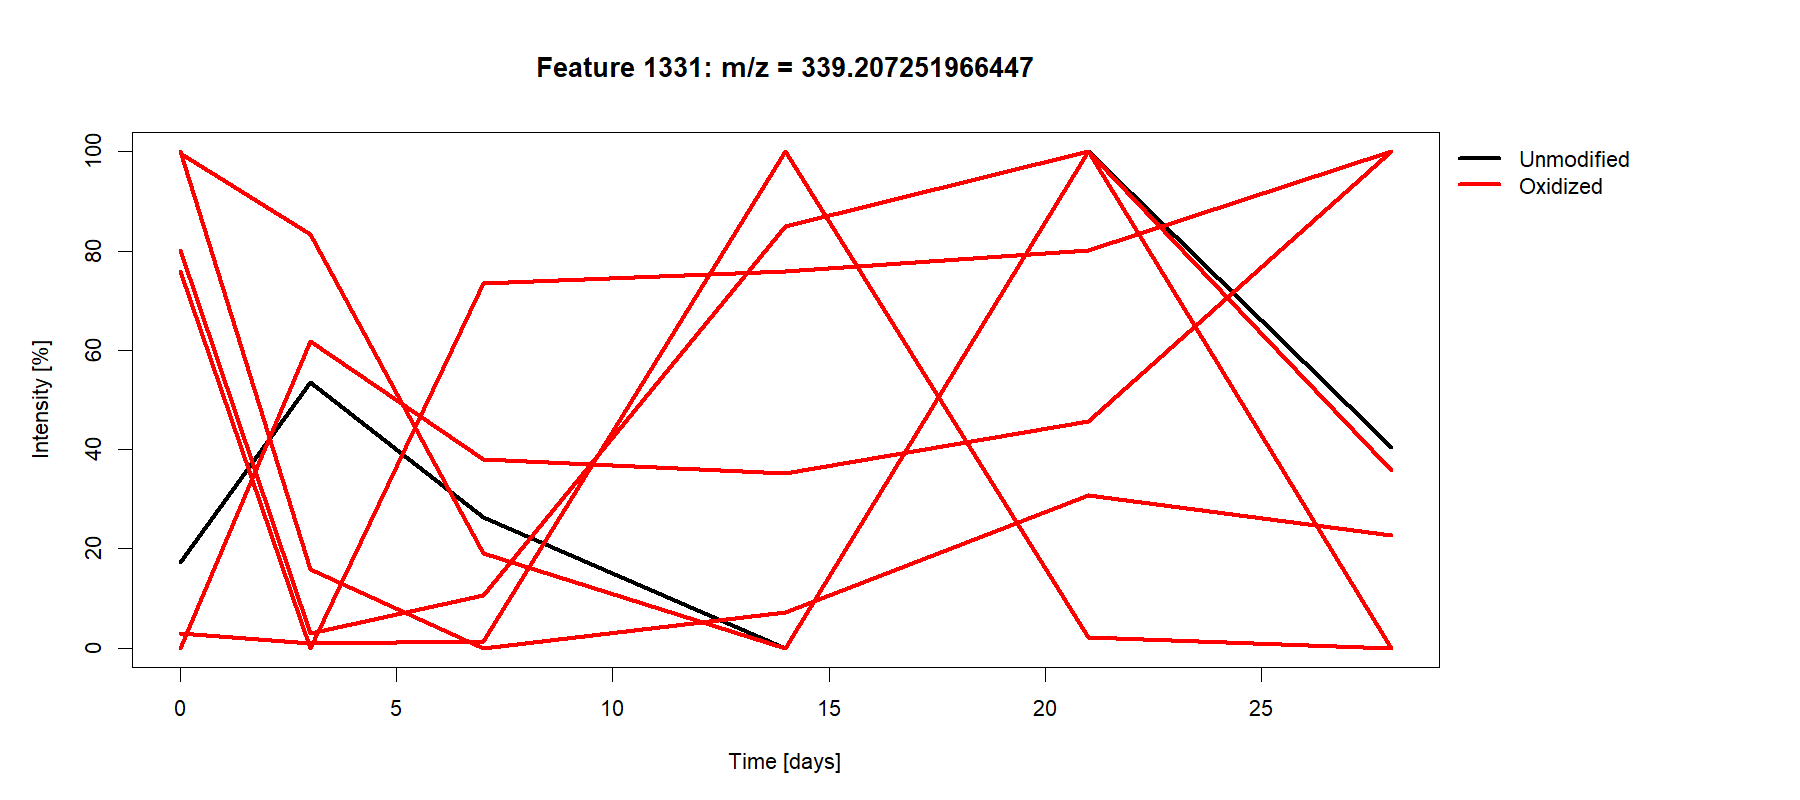 Feature 1331: m/z = 339.207251966447
Unmodified
Oxidized
100
80
60
40
20
0
Intensity [%]
0 5 10 15 20 25
Time [days]